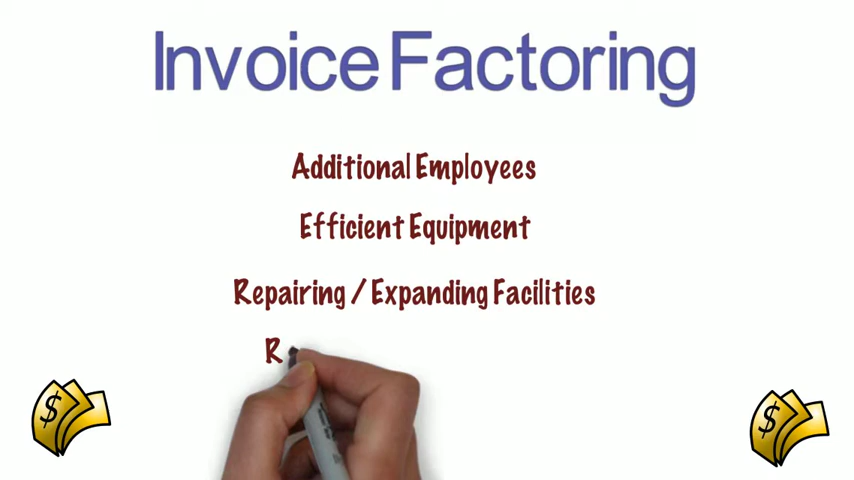 Invoice Factoring
Additional Employees
Efficient Equipment
Repairing / Expanding Facilities
R
$
$